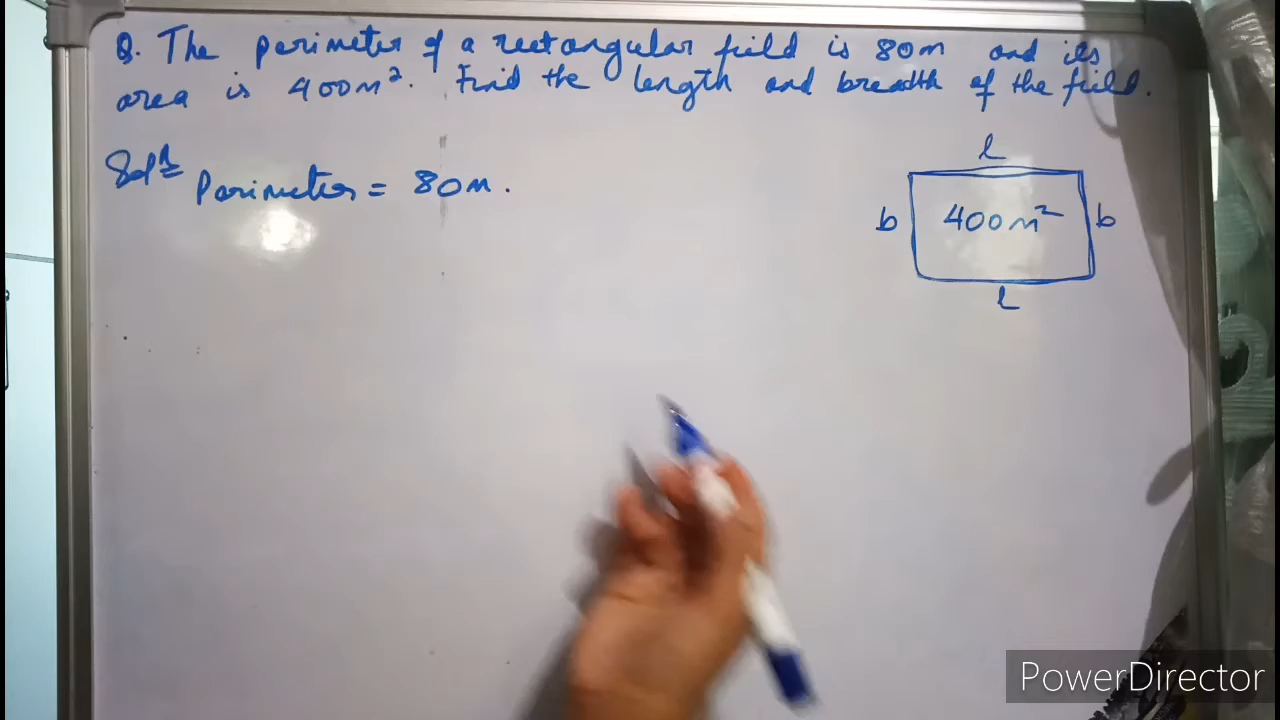 Q. The perimeter of a rectangular field is 80m and its
area is 400m². Find the length and breadth of the field.
Solⁿ Perimeter = 80m.
l
b 400m² b
l
PowerDirector